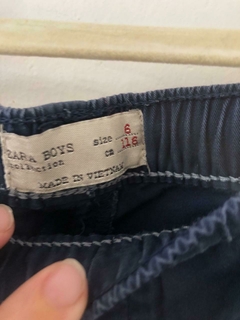 ZARA BOYS
collection
size 6
cm 116
MADE IN VIETNAM